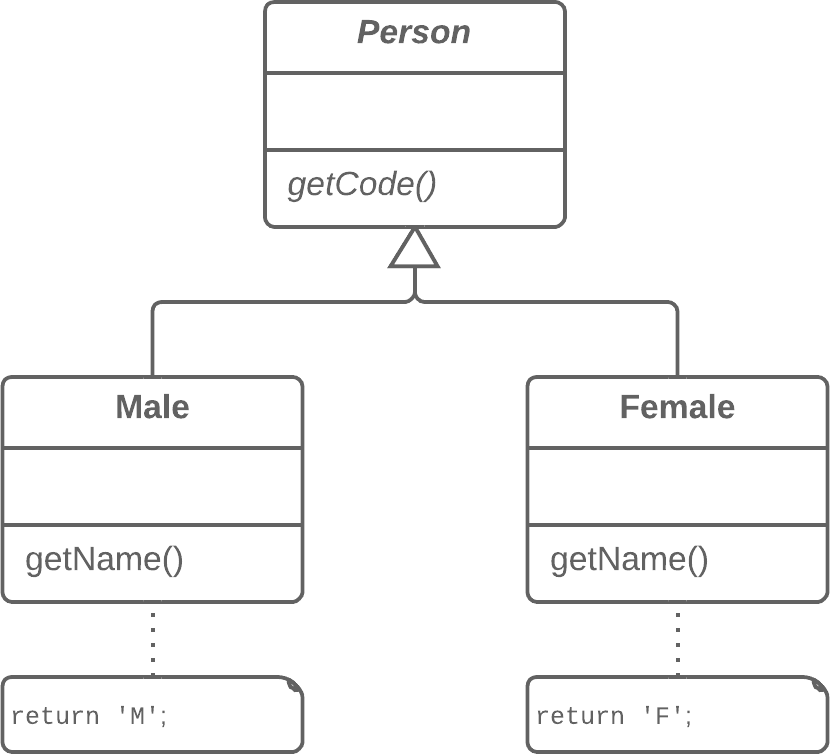 Person
getCode()
Male
Female
getName()
getName()
return 'M';
return 'F';